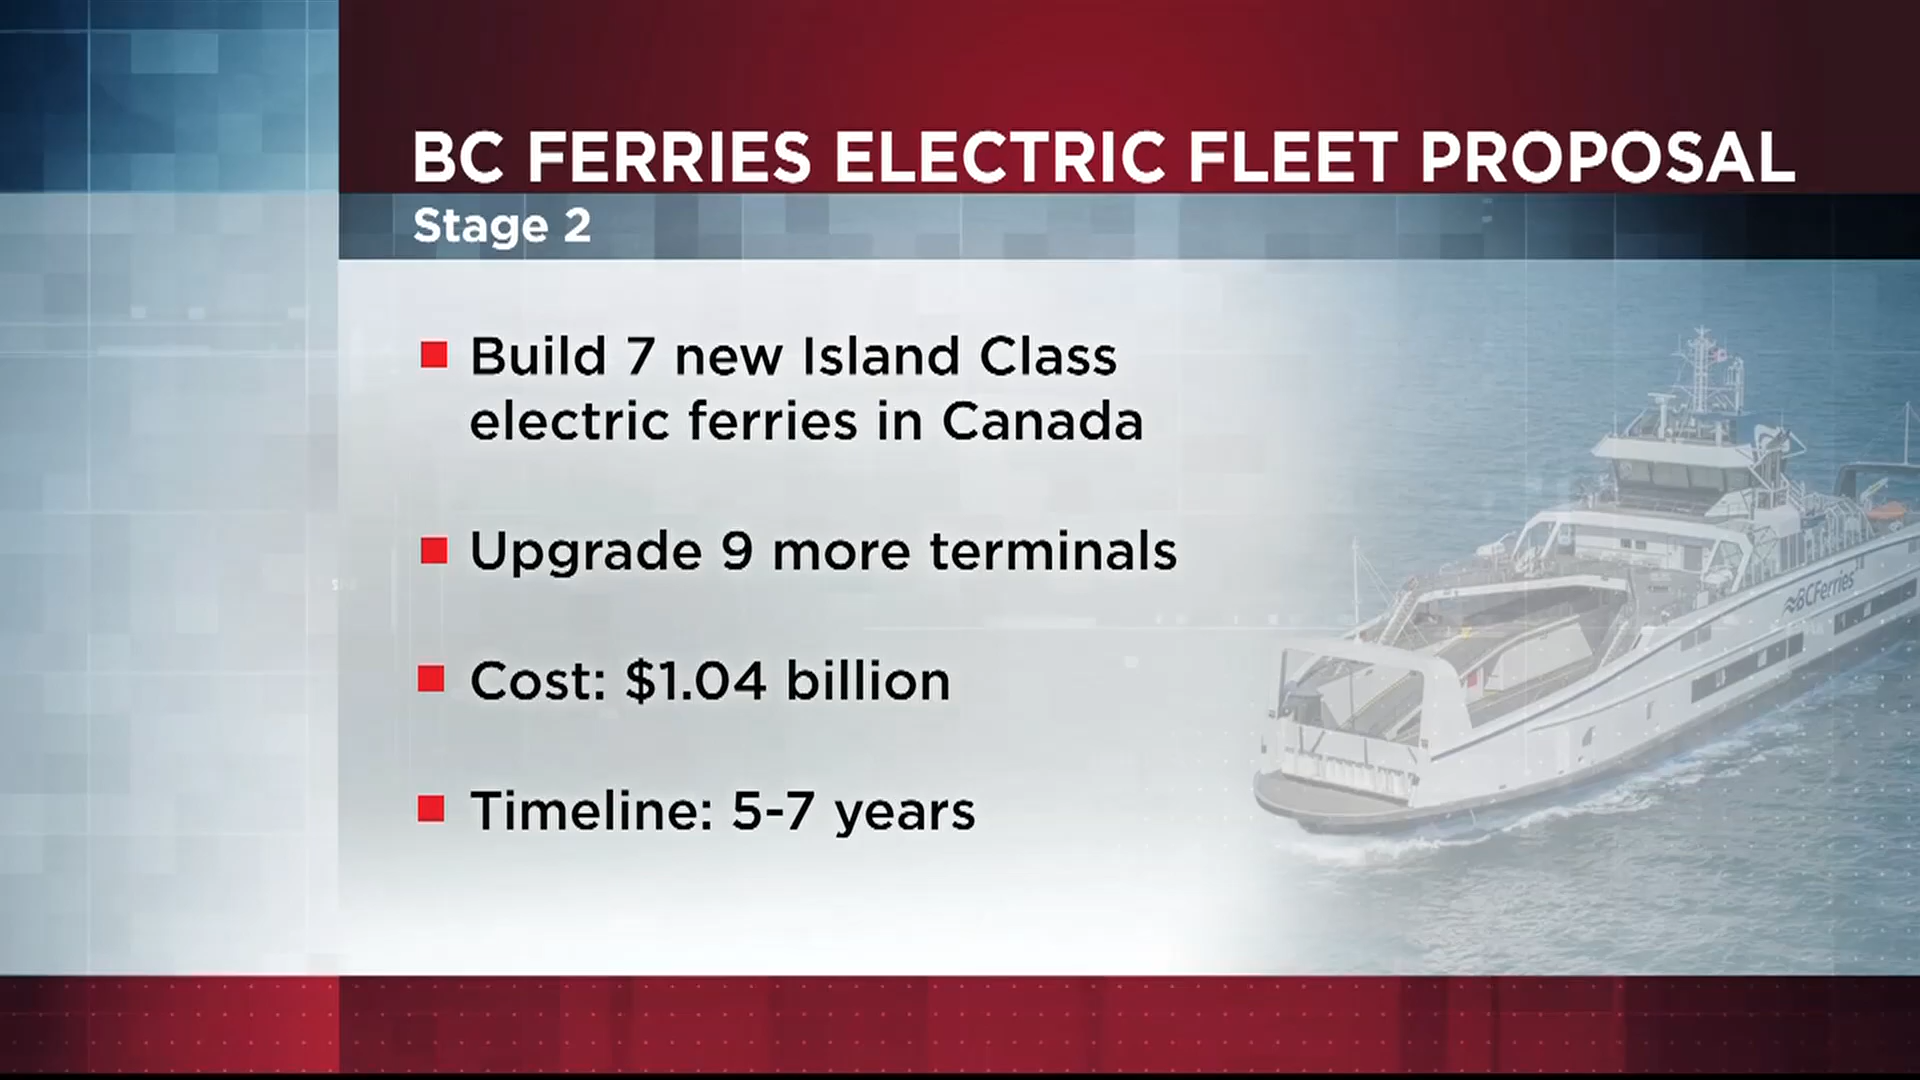 BC FERRIES ELECTRIC FLEET PROPOSAL
Stage 2
Build 7 new Island Class
electric ferries in Canada
Upgrade 9 more terminals
Cost: $1.04 billion
Timeline: 5-7 years
BCFerries